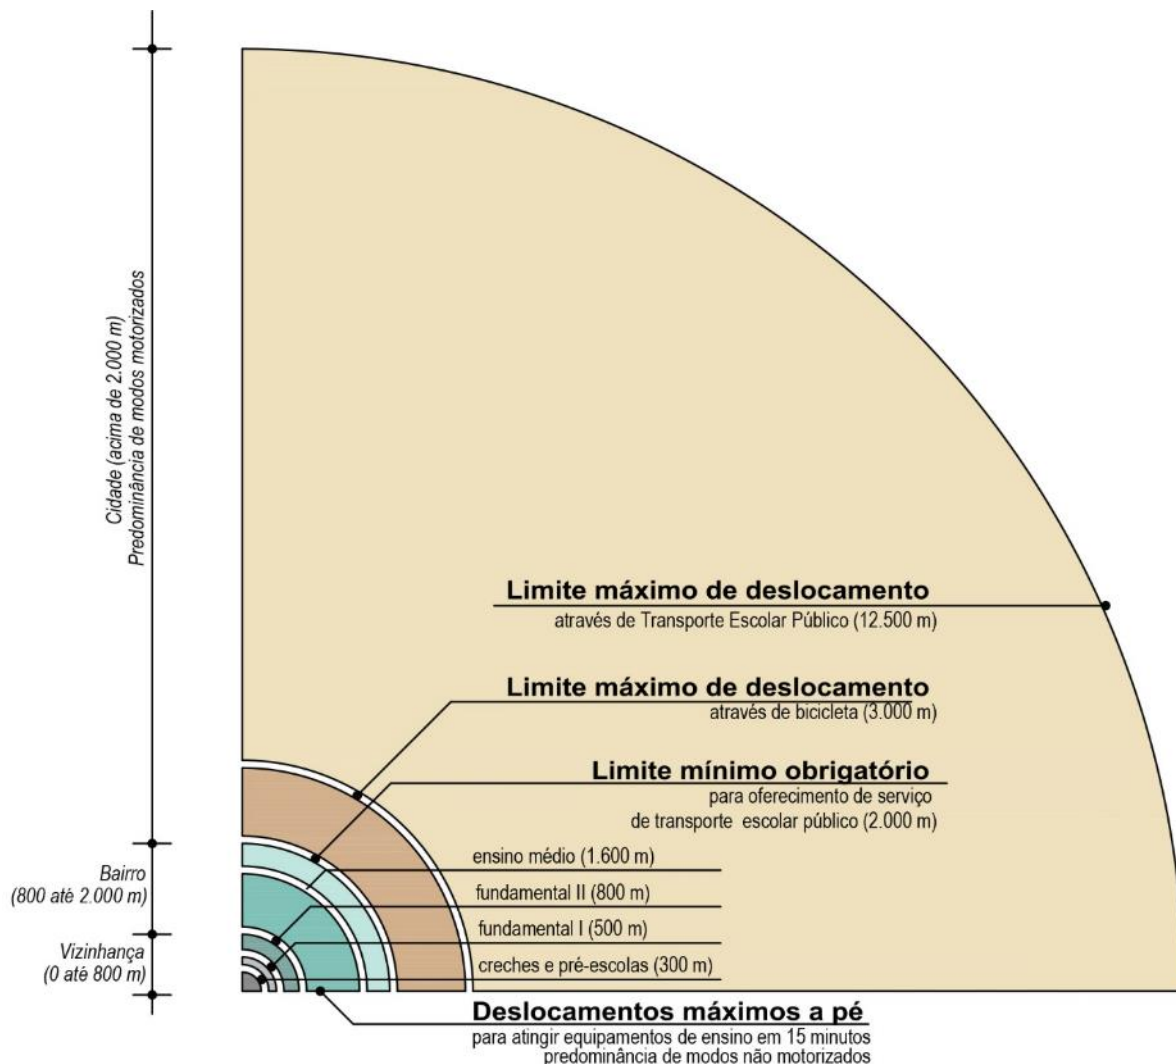 Cidade (acima de 2.000 m)
Predominância de modos motorizados
Limite máximo de deslocamento
através de Transporte Escolar Público (12.500 m)
Limite máximo de deslocamento
através de bicicleta (3.000 m)
Limite mínimo obrigatório
para oferecimento de serviço
de transporte escolar público (2.000 m)
Bairro
(800 até 2.000 m)
ensino médio (1.600 m)
fundamental II (800 m)
fundamental I (500 m)
Vizinhança
(0 até 800 m)
creches e pré-escolas (300 m)
Deslocamentos máximos a pé
para atingir equipamentos de ensino em 15 minutos
predominância de modos não motorizados